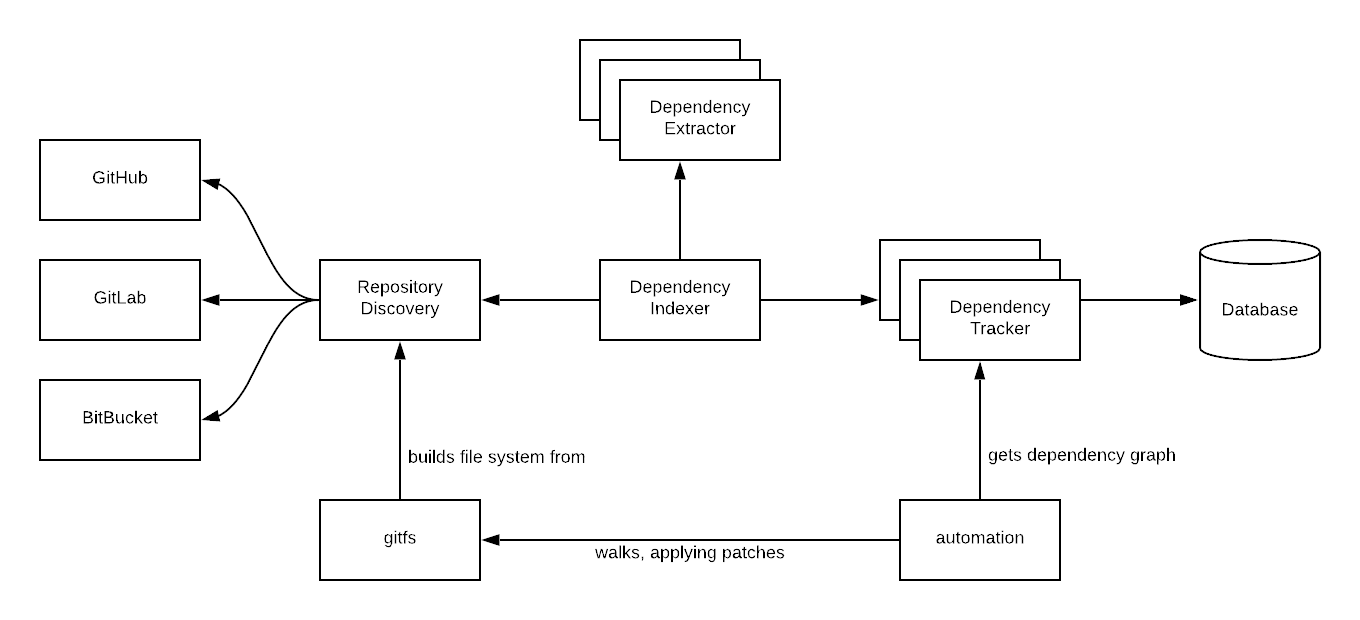 Dependency
Extractor
GitHub
GitLab
BitBucket
Repository
Discovery
Dependency
Indexer
Dependency
Tracker
Database
builds file system from
gets dependency graph
gitfs
walks, applying patches
automation